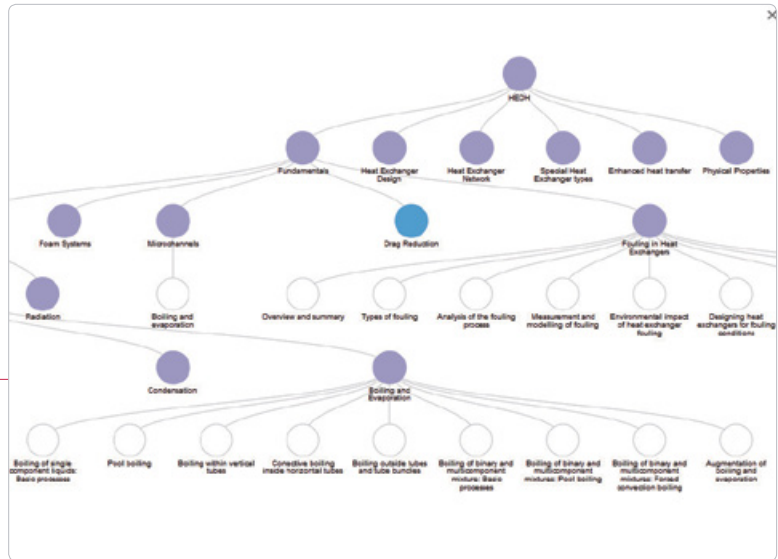 ×
HEDH
Fundamentals
Heat Exchanger
Design
Heat Exchanger
Network
Special Heat
Exchanger types
Enhanced heat transfer
Physical Properties
Foam Systems
Microchannels
Drag Reduction
Fouling in Heat
Exchangers
Radiation
Boiling and
evaporation
Overview and summary
Types of fouling
Analysis of the fouling
process
Measurement and
modelling of fouling
Environmental impact
of heat exchanger
fouling
Designing heat
exchangers for fouling
conditions
Condensation
Boiling and
Evaporation
Boiling of single
component liquids:
Basic processes
Pool boiling
Boiling within vertical
tubes
Conective boiling
inside horizontal tubes
Boiling outside tubes
and tube bundles
Boiling of binary and
multicomponent
mixture: Basic
processes
Boiling of binary and
multicomponent
mixtures: Pool boiling
Boiling of binary and
multicomponent
mixtures: Forced
convection boiling
Augmentation of
boiling and
evaporation